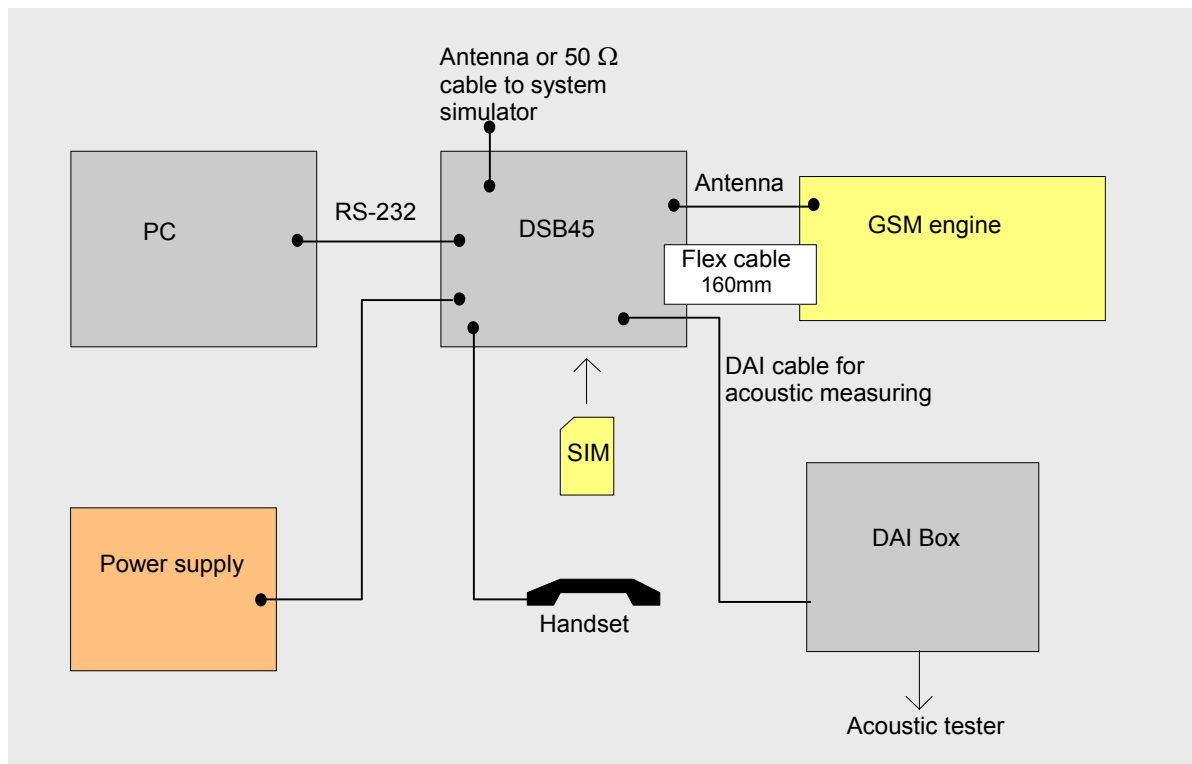 Antenna or 50 Ω
cable to system
simulator
PC
RS-232
DSB45
Antenna
GSM engine
Flex cable
160mm
DAI cable for
acoustic measuring
SIM
Power supply
DAI Box
Handset
Acoustic tester